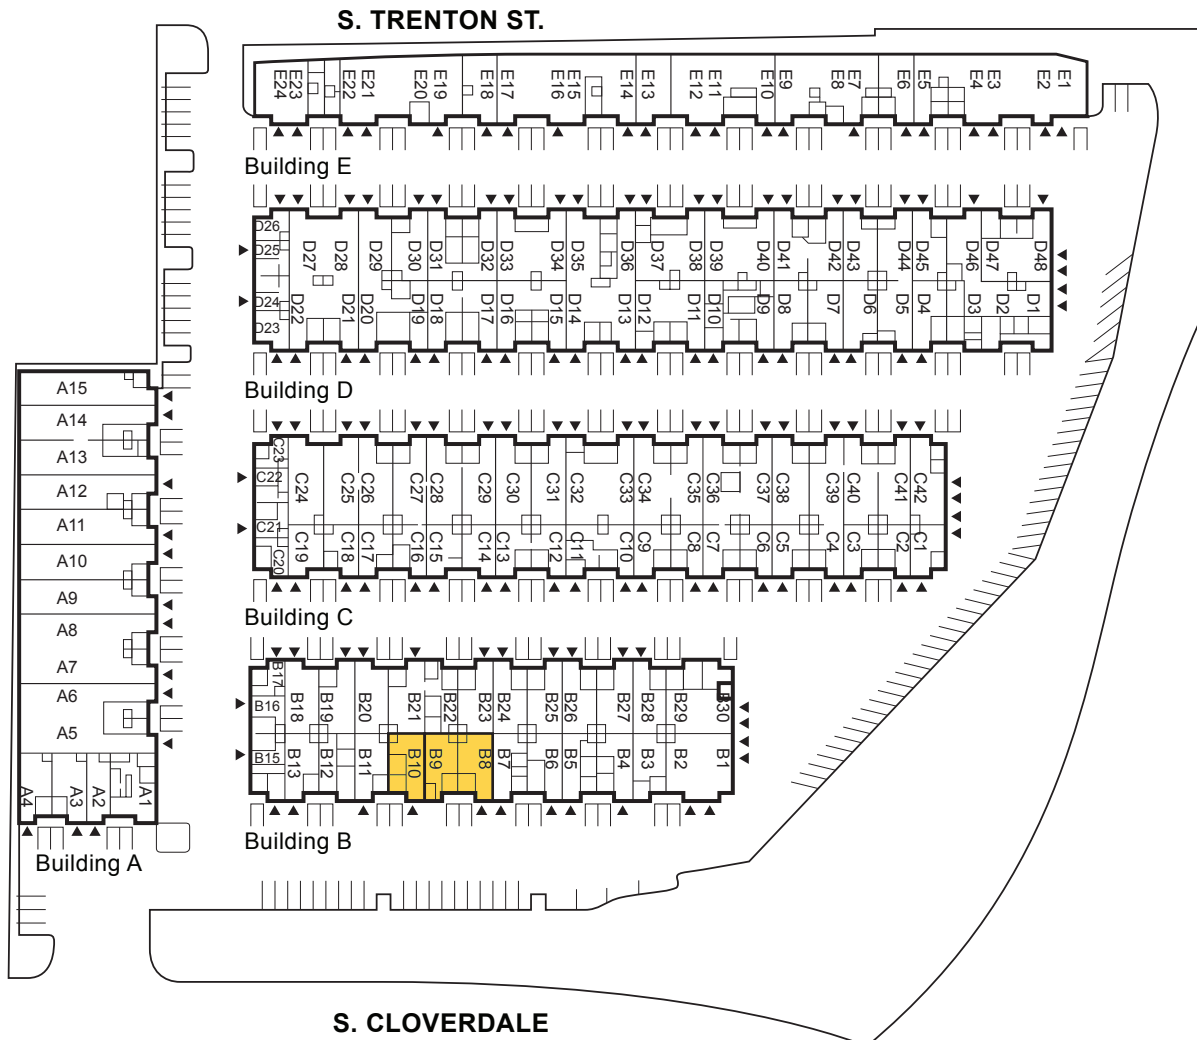 S. TRENTON ST.
E24 E23 E22 E21 E20 E19 E18 E17 E16 E15 E14 E13 E12 E11 E10 E9 E8 E7 E6 E5 E4 E3 E2 E1
Building E
D26
D25
D27 D28 D29 D30 D31 D32 D33 D34 D35 D36 D37 D38 D39 D40 D41 D42 D43 D44 D45 D46 D47 D48
D24
D23
D22 D21 D20 D19 D18 D17 D16 D15 D14 D13 D12 D11 D10 D9 D8 D7 D6 D5 D4 D3 D2 D1
Building D
A15
A14
A13
A12
A11
A10
A9
A8
A7
A6
A5
A4 A3 A2 A1
Building A
C23
C22
C24 C25 C26 C27 C28 C29 C30 C31 C32 C33 C34 C35 C36 C37 C38 C39 C40 C41 C42
C21
C20
C19 C18 C17 C16 C15 C14 C13 C12 C11 C10 C9 C8 C7 C6 C5 C4 C3 C2 C1
Building C
B17
B16
B18 B19 B20 B21 B22 B23 B24 B25 B26 B27 B28 B29 B30
B15
B13 B12 B11 B10 B9 B8 B7 B6 B5 B4 B3 B2 B1
Building B
S. CLOVERDALE